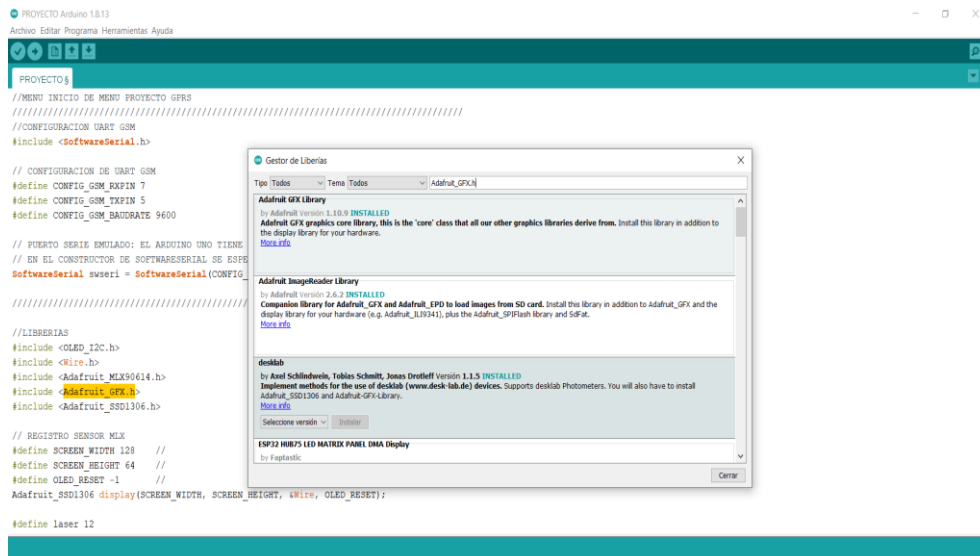 PROYECTO Arduino 1.8.13
Archivo Editar Programa Herramientas Ayuda
PROYECTO §
//MENU INICIO DE MENU PROYECTO GPRS
//CONFIGURACION UART GSM
#include <SoftwareSerial.h>
// CONFIGURACION DE UART GSM
#define CONFIG_GSM_RXPIN 7
#define CONFIG_GSM_TXPIN 5
#define CONFIG_GSM_BAUDRATE 9600
// PUERTO SERIE EMULADO: EL ARDUINO UNO TIENE
// EN EL CONSTRUCTOR DE SOFTWARESERIAL SE ESPE
SoftwareSerial swseri = SoftwareSerial(CONFIG_
//LIBRERIAS
#include <OLED_I2C.h>
#include <Wire.h>
#include <Adafruit_MLX90614.h>
#include <Adafruit_GFX.h>
#include <Adafruit_SSD1306.h>
// REGISTRO SENSOR MLX
#define SCREEN_WIDTH 128 //
#define SCREEN_HEIGHT 64 //
#define OLED_RESET -1 //
Adafruit_SSD1306 display(SCREEN_WIDTH, SCREEN_HEIGHT, &Wire, OLED_RESET);
#define laser 12
Gestor de Liberías
Tipo Todos Tema Todos Adafruit_GFX.h
Adafruit GFX Library
by Adafruit Versión 1.10.9 INSTALLED
Adafruit GFX graphics core library, this is the 'core' class that all our other graphics libraries derive from. Install this library in addition to
the display library for your hardware.
More info
Adafruit ImageReader Library
by Adafruit Versión 2.6.2 INSTALLED
Companion library for Adafruit_GFX and Adafruit_EPD to load images from SD card. Install this library in addition to Adafruit_GFX and the
display library for your hardware (e.g. Adafruit_ILI9341), plus the Adafruit_SPIFlash library and SdFat.
More info
desklab
by Axel Schlindwein, Tobias Schmitt, Jonas Drotleff Versión 1.1.5 INSTALLED
Implement methods for the use of desklab (www.desk-lab.de) devices. Supports desklab Photometers. You will also have to install
Adafruit_SSD1306 and Adafruit-GFX-Library.
More info
Seleccione versión Instalar
ESP32 HUB75 LED MATRIX PANEL DMA Display
by Faptastic
Cerrar